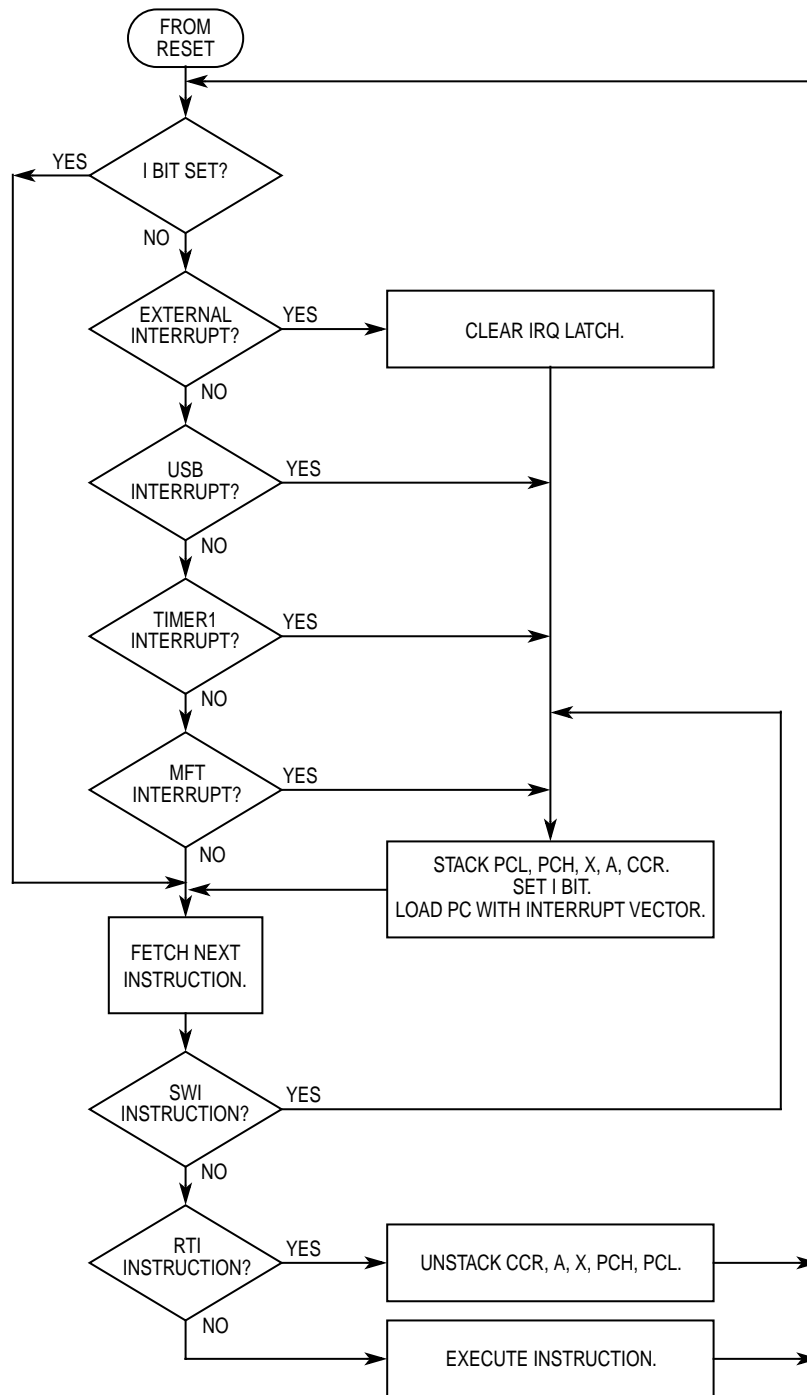 FROM
RESET
I BIT SET?
YES
NO
EXTERNAL
INTERRUPT?
YES
CLEAR IRQ LATCH.
NO
USB
INTERRUPT?
YES
NO
TIMER1
INTERRUPT?
YES
NO
MFT
INTERRUPT?
YES
NO
STACK PCL, PCH, X, A, CCR.
SET I BIT.
LOAD PC WITH INTERRUPT VECTOR.
FETCH NEXT
INSTRUCTION.
SWI
INSTRUCTION?
YES
NO
RTI
INSTRUCTION?
YES
UNSTACK CCR, A, X, PCH, PCL.
NO
EXECUTE INSTRUCTION.